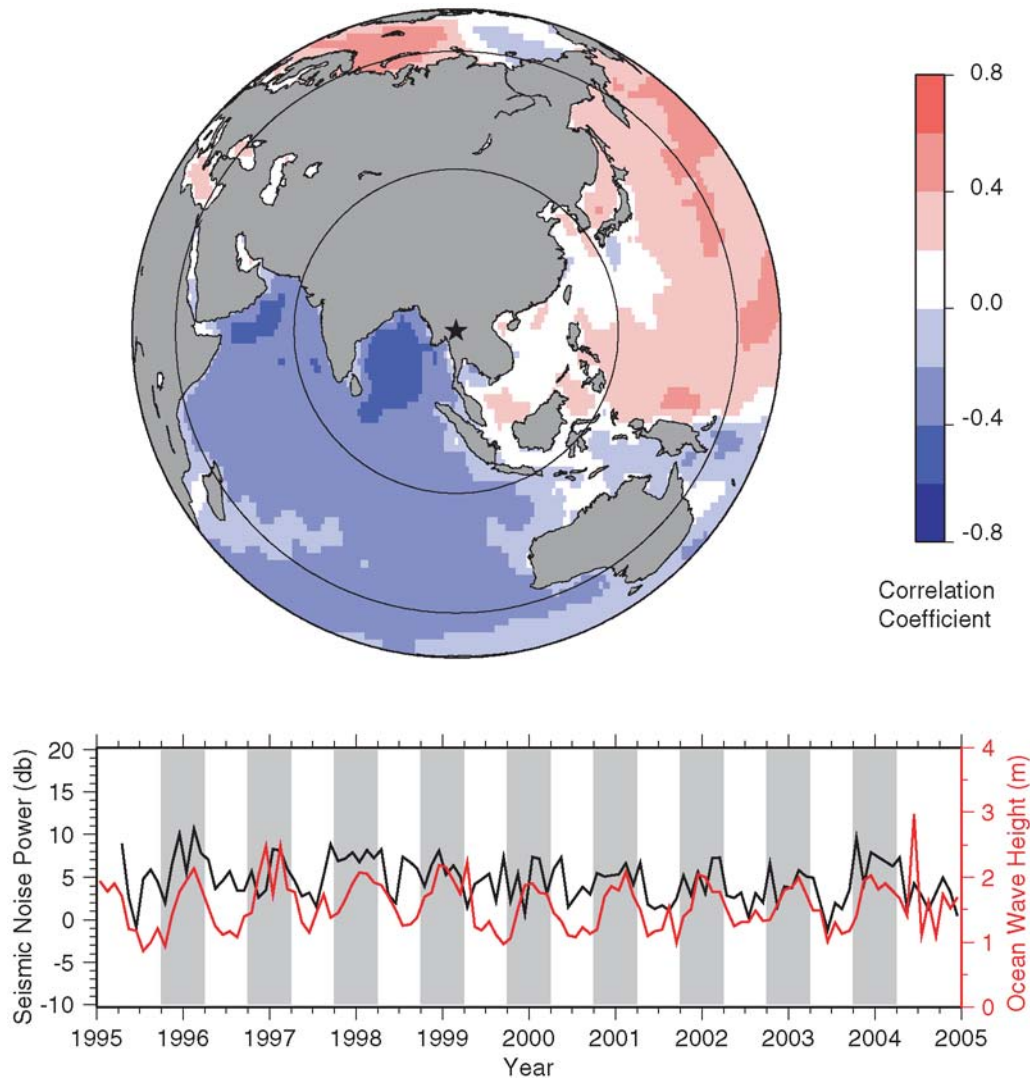 0.8
0.4
0.0
-0.4
-0.8
Correlation
Coefficient
Seismic Noise Power (db)
20
15
10
5
0
-5
-10
4
3
2
1
0
Ocean Wave Height (m)
1995 1996 1997 1998 1999 2000 2001 2002 2003 2004 2005
Year